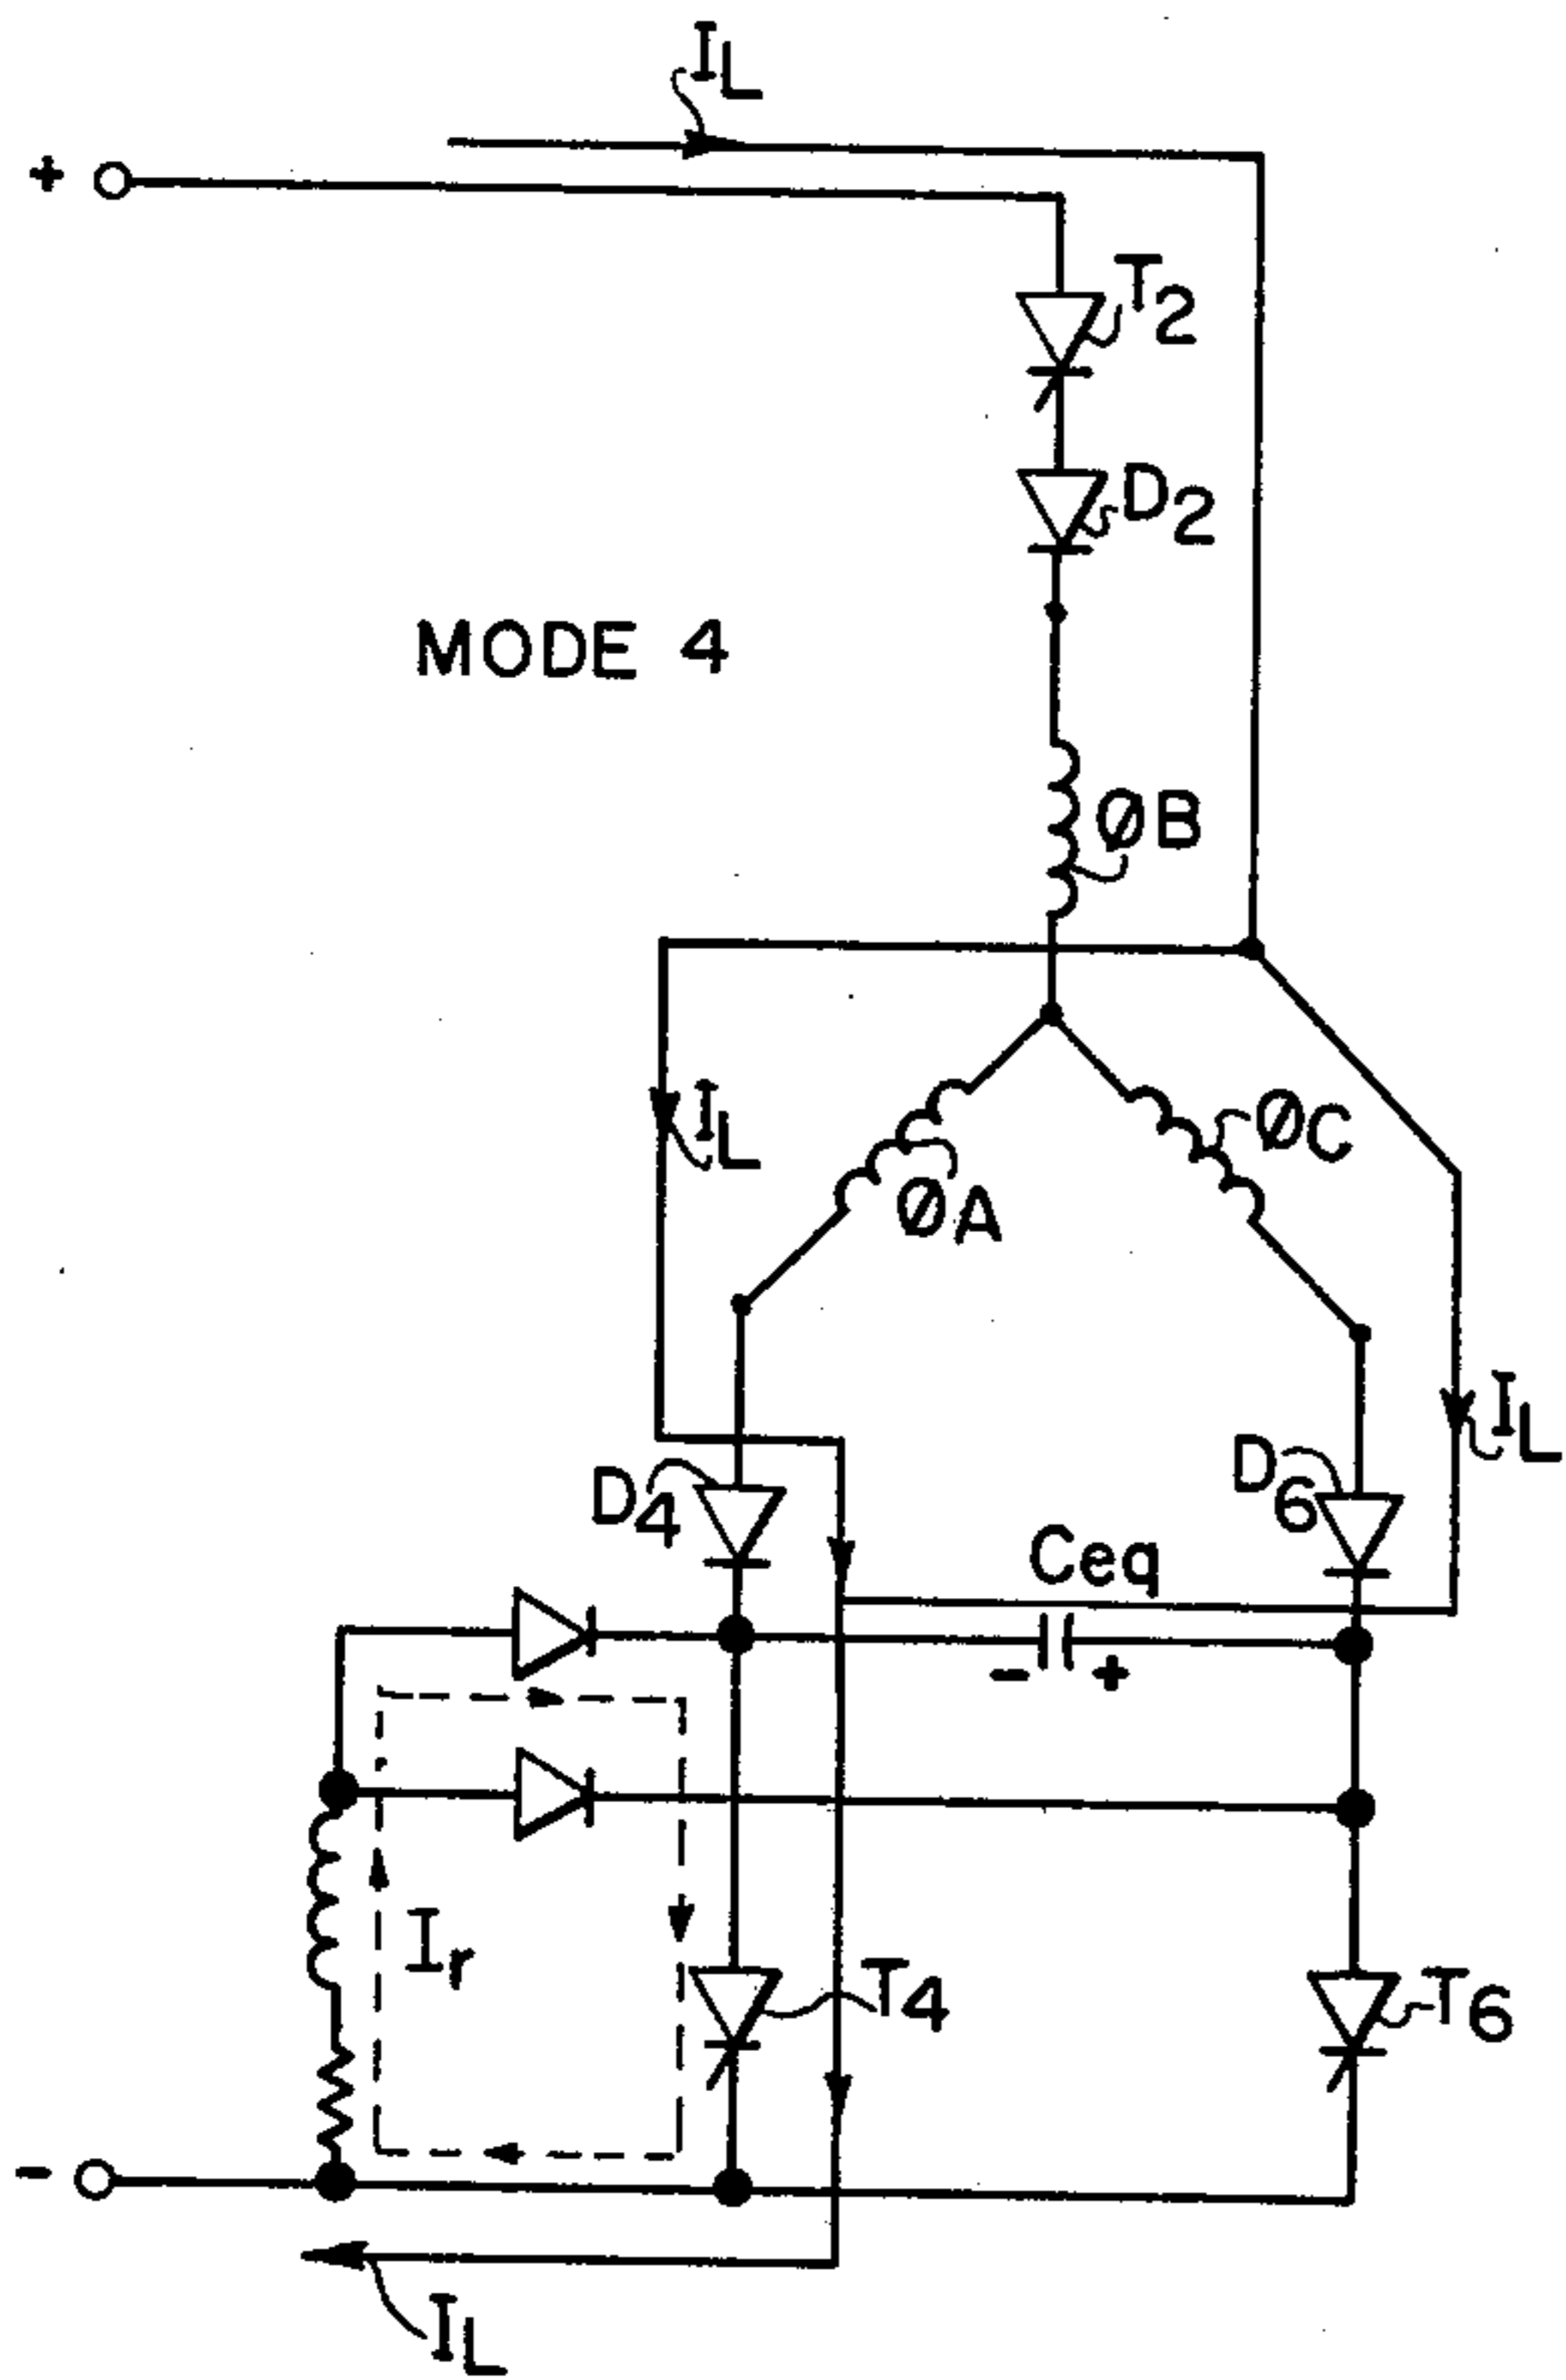 IL
+
T2
D2
MODE 4
ØB
IL
ØC
ØA
IL
D4
D6
Ceq
- +
Ir
T4
T6
-
IL